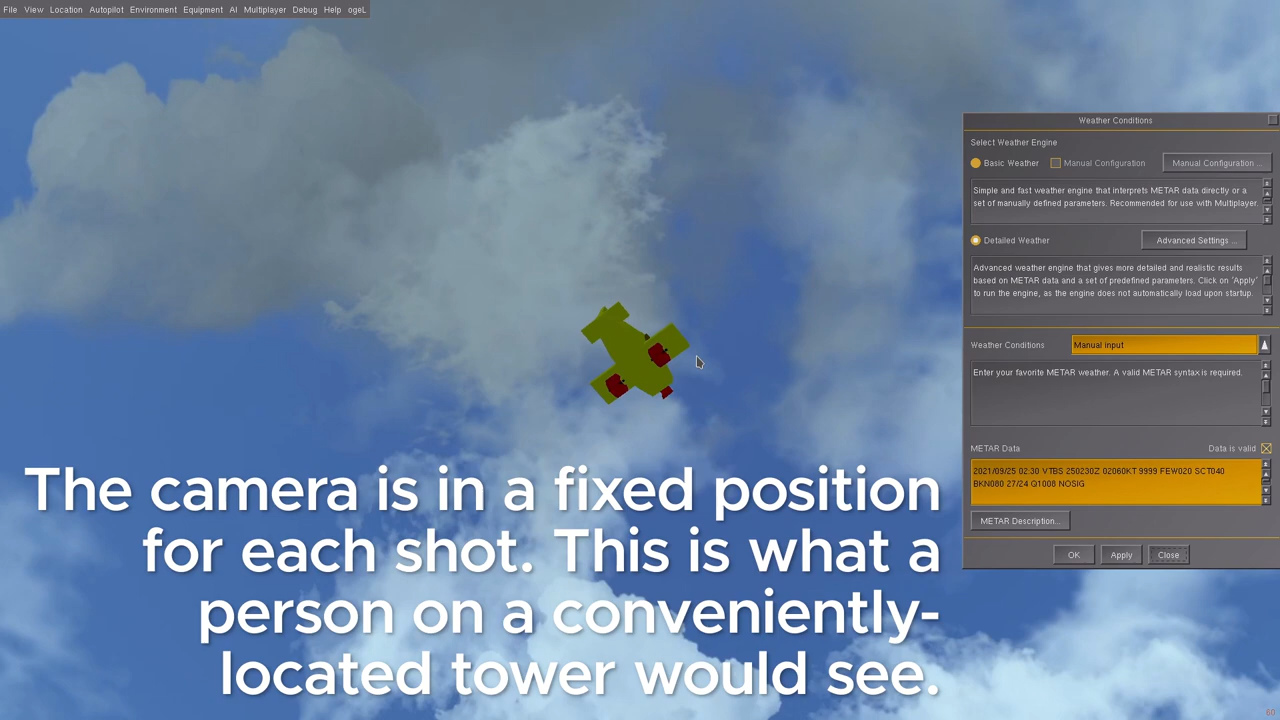 File View Location Autopilot Environment Equipment AI Multiplayer Debug Help ogeL
Weather Conditions
Select Weather Engine
Basic Weather Manual Configuration Manual Configuration ...
Simple and fast weather engine that interprets METAR data directly or a
set of manually defined parameters. Recommended for use with Multiplayer.
Detailed Weather Advanced Settings ...
Advanced weather engine that gives more detailed and realistic results
based on METAR data and a set of predefined parameters. Click on 'Apply'
to run the engine, as the engine does not automatically load upon startup.
Weather Conditions Manual input
Enter your favorite METAR weather. A valid METAR syntax is required.
METAR Data Data is valid
2021/09/25 02:30 VTBS 250230Z 02060KT 9999 FEW020 SCT040
BKN080 27/24 Q1008 NOSIG
METAR Description...
OK Apply Close
The camera is in a fixed position
for each shot. This is what a
person on a conveniently-
located tower would see.
60